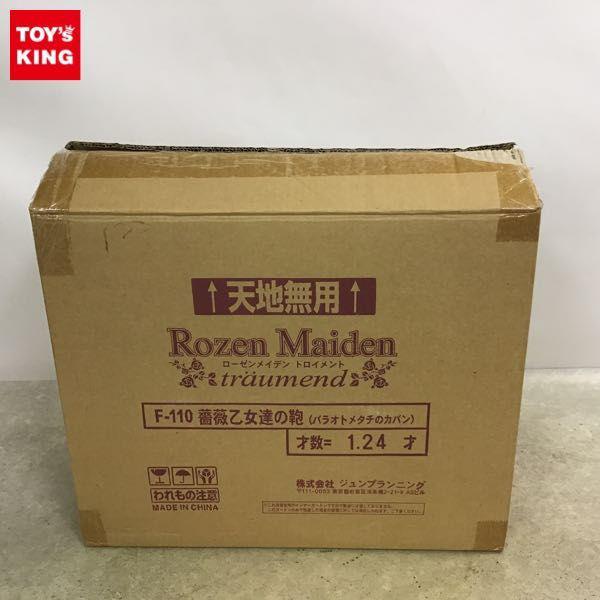 TOY's
KING
↑天地無用↑
Rozen Maiden
ローゼンメイデン トロイメント
träumend
F-110 薔薇乙女達の鞄 (バラオトメタチのカバン)
才数= 1.24 才
われもの注意
MADE IN CHINA
株式会社 ジュンプランニング